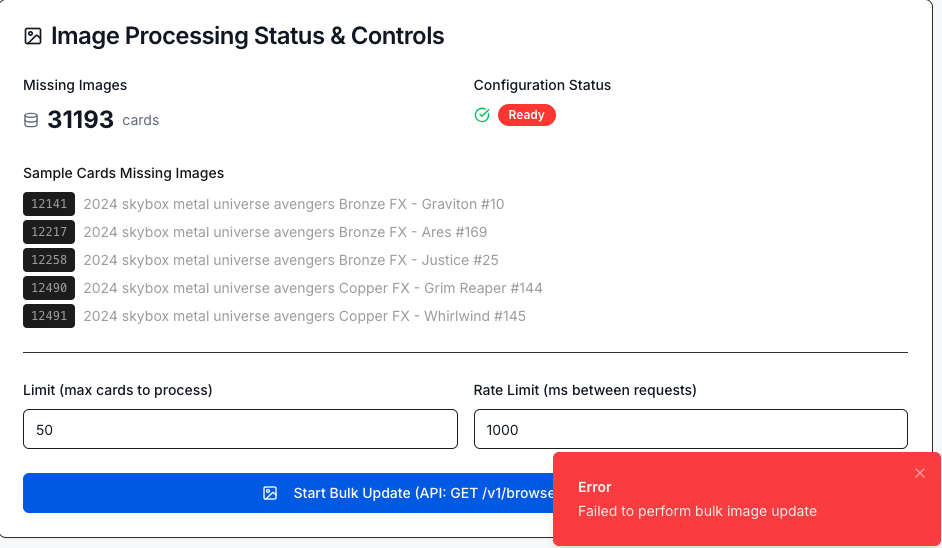 Image Processing Status & Controls
Missing Images
Configuration Status
31193 cards
Ready
Sample Cards Missing Images
12141 2024 skybox metal universe avengers Bronze FX - Graviton #10
12217 2024 skybox metal universe avengers Bronze FX - Ares #169
12258 2024 skybox metal universe avengers Bronze FX - Justice #25
12490 2024 skybox metal universe avengers Copper FX - Grim Reaper #144
12491 2024 skybox metal universe avengers Copper FX - Whirlwind #145
Limit (max cards to process)
Rate Limit (ms between requests)
50
1000
Start Bulk Update (API: GET /v1/browse
Error
Failed to perform bulk image update